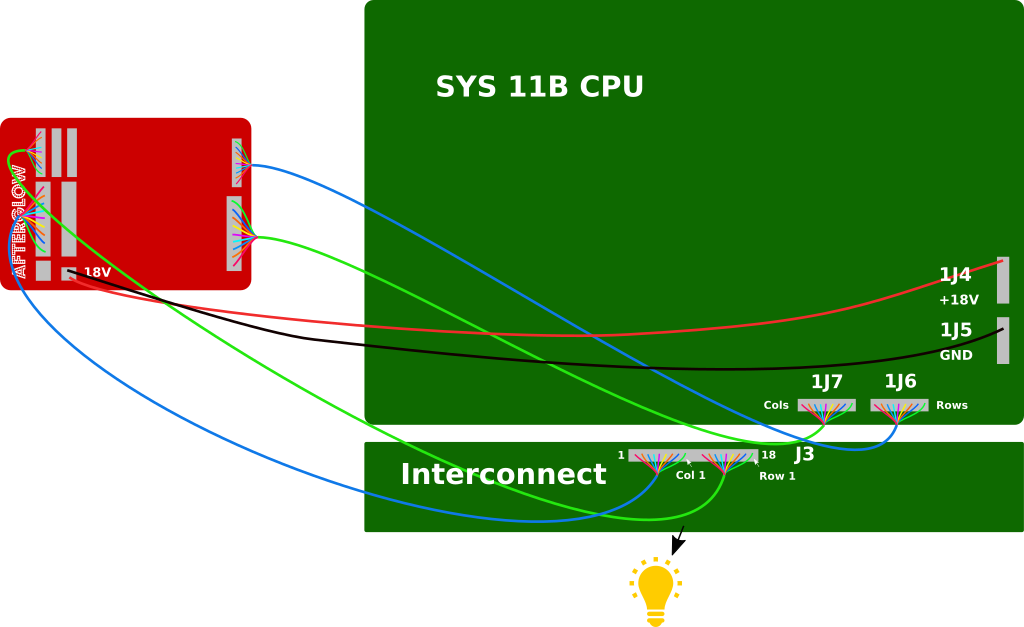 SYS 11B CPU
AFTERGLOW
18V
1J4
+18V
1J5
GND
1J7
1J6
Cols
Rows
1
18
J3
Interconnect
Col 1
Row 1